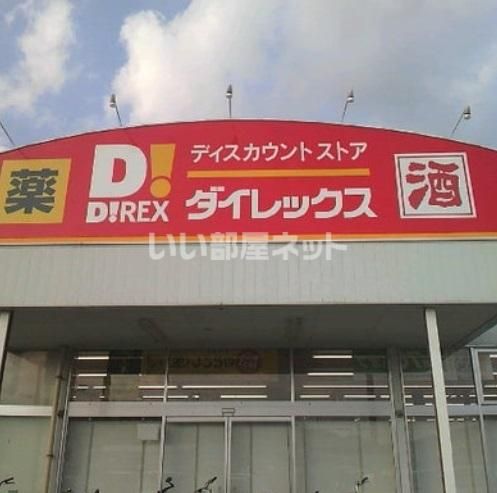 薬
D!
D!REX
ディスカウントストア
ダイレックス
酒
いい部屋ネット